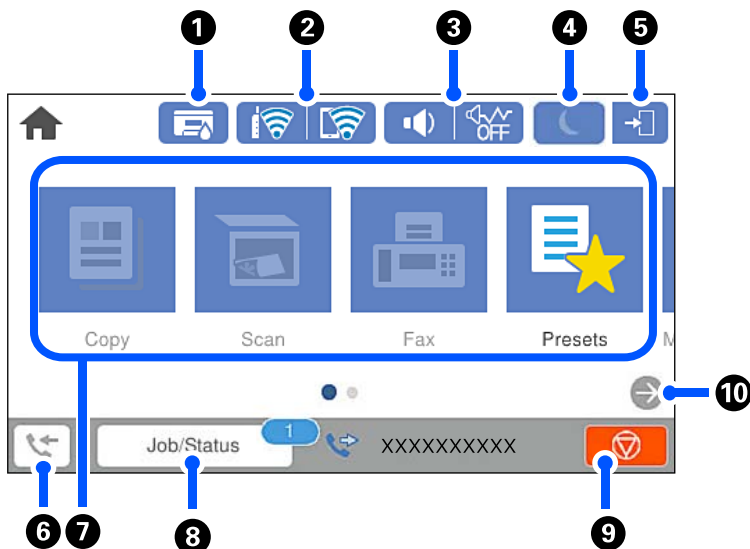 1 2 3 4 5
OFF
Copy Scan Fax Presets
10
1
Job/Status XXXXXXXXXX
6 7 8 9